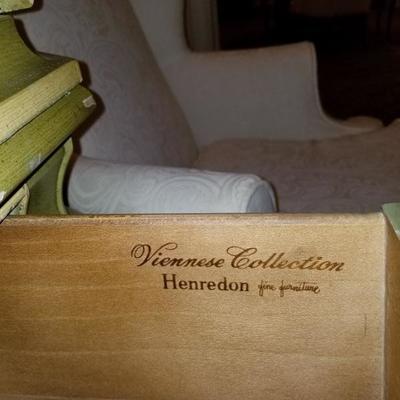 Viennese Collection
Henredon fine furniture